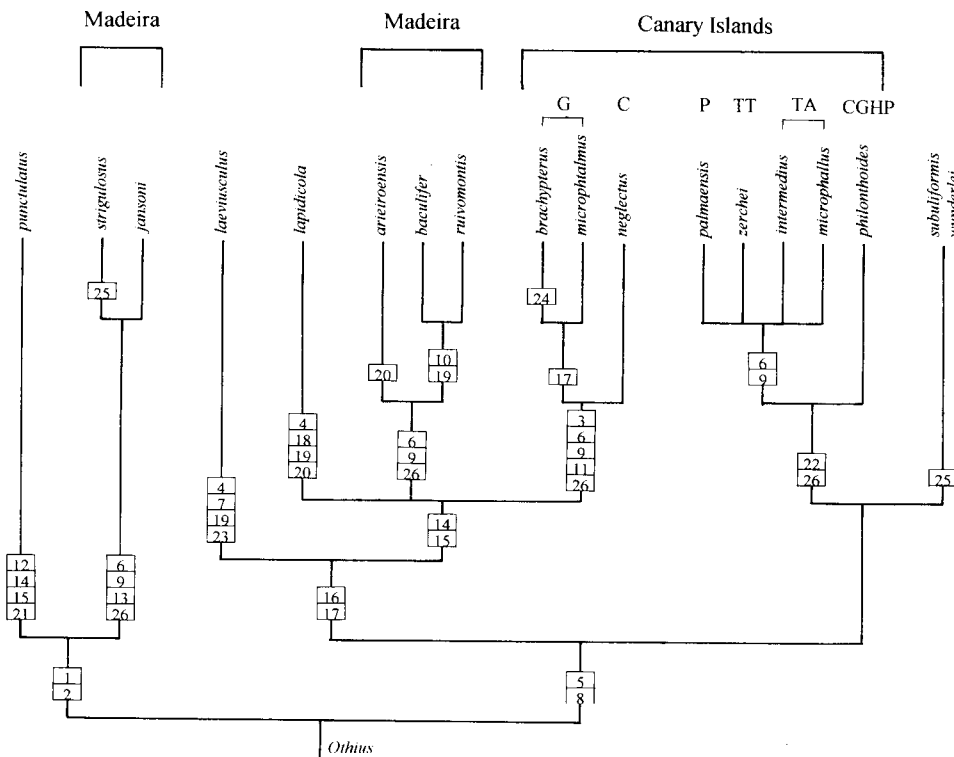 Madeira
Madeira
Canary Islands
G
C
P
TT
TA
CGHP
punctulatus
strigulosus
jansoni
laeviusculus
lapidicola
arieiroensis
baculifer
ruivomontis
brachypterus
microphtalmus
neglectus
palmaensis
zerchei
intermedius
microphallus
philonthoides
subuliformis
25
24
20
10
19
17
6
9
4
18
19
20
6
9
26
3
6
9
11
26
22
26
25
4
7
19
23
14
15
12
14
15
21
6
9
13
26
16
17
1
2
5
8
Othius